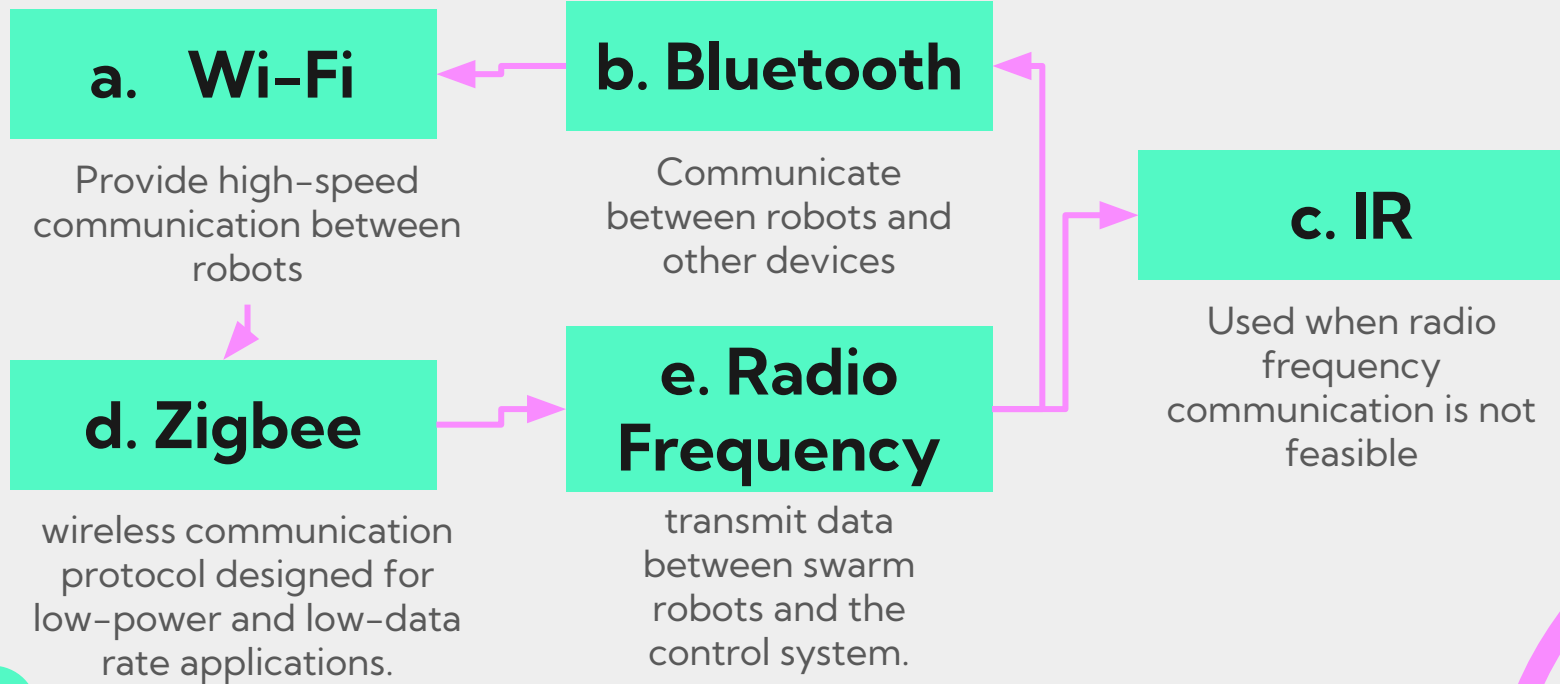 a. Wi-Fi
Provide high-speed
communication between
robots
b. Bluetooth
Communicate
between robots and
other devices
c. IR
Used when radio
frequency
communication is not
feasible
d. Zigbee
wireless communication
protocol designed for
low-power and low-data
rate applications.
e. Radio
Frequency
transmit data
between swarm
robots and the
control system.